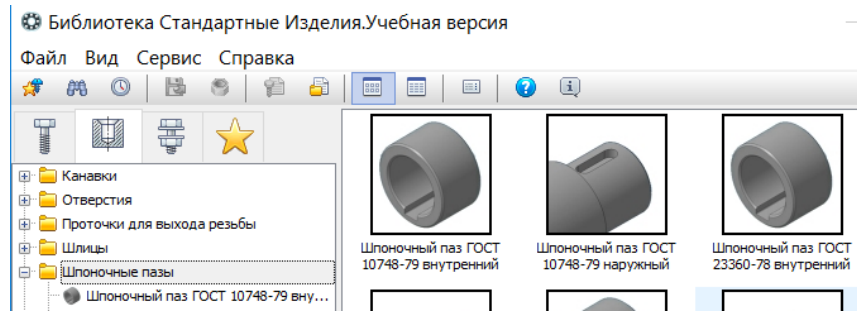 Библиотека Стандартные Изделия.Учебная версия
Файл Вид Сервис Справка
Канавки
Отверстия
Проточки для выхода резьбы
Шлицы
Шпоночные пазы
Шпоночный паз ГОСТ 10748-79 вну...
Шпоночный паз ГОСТ
10748-79 внутренний
Шпоночный паз ГОСТ
10748-79 наружный
Шпоночный паз ГОСТ
23360-78 внутренний